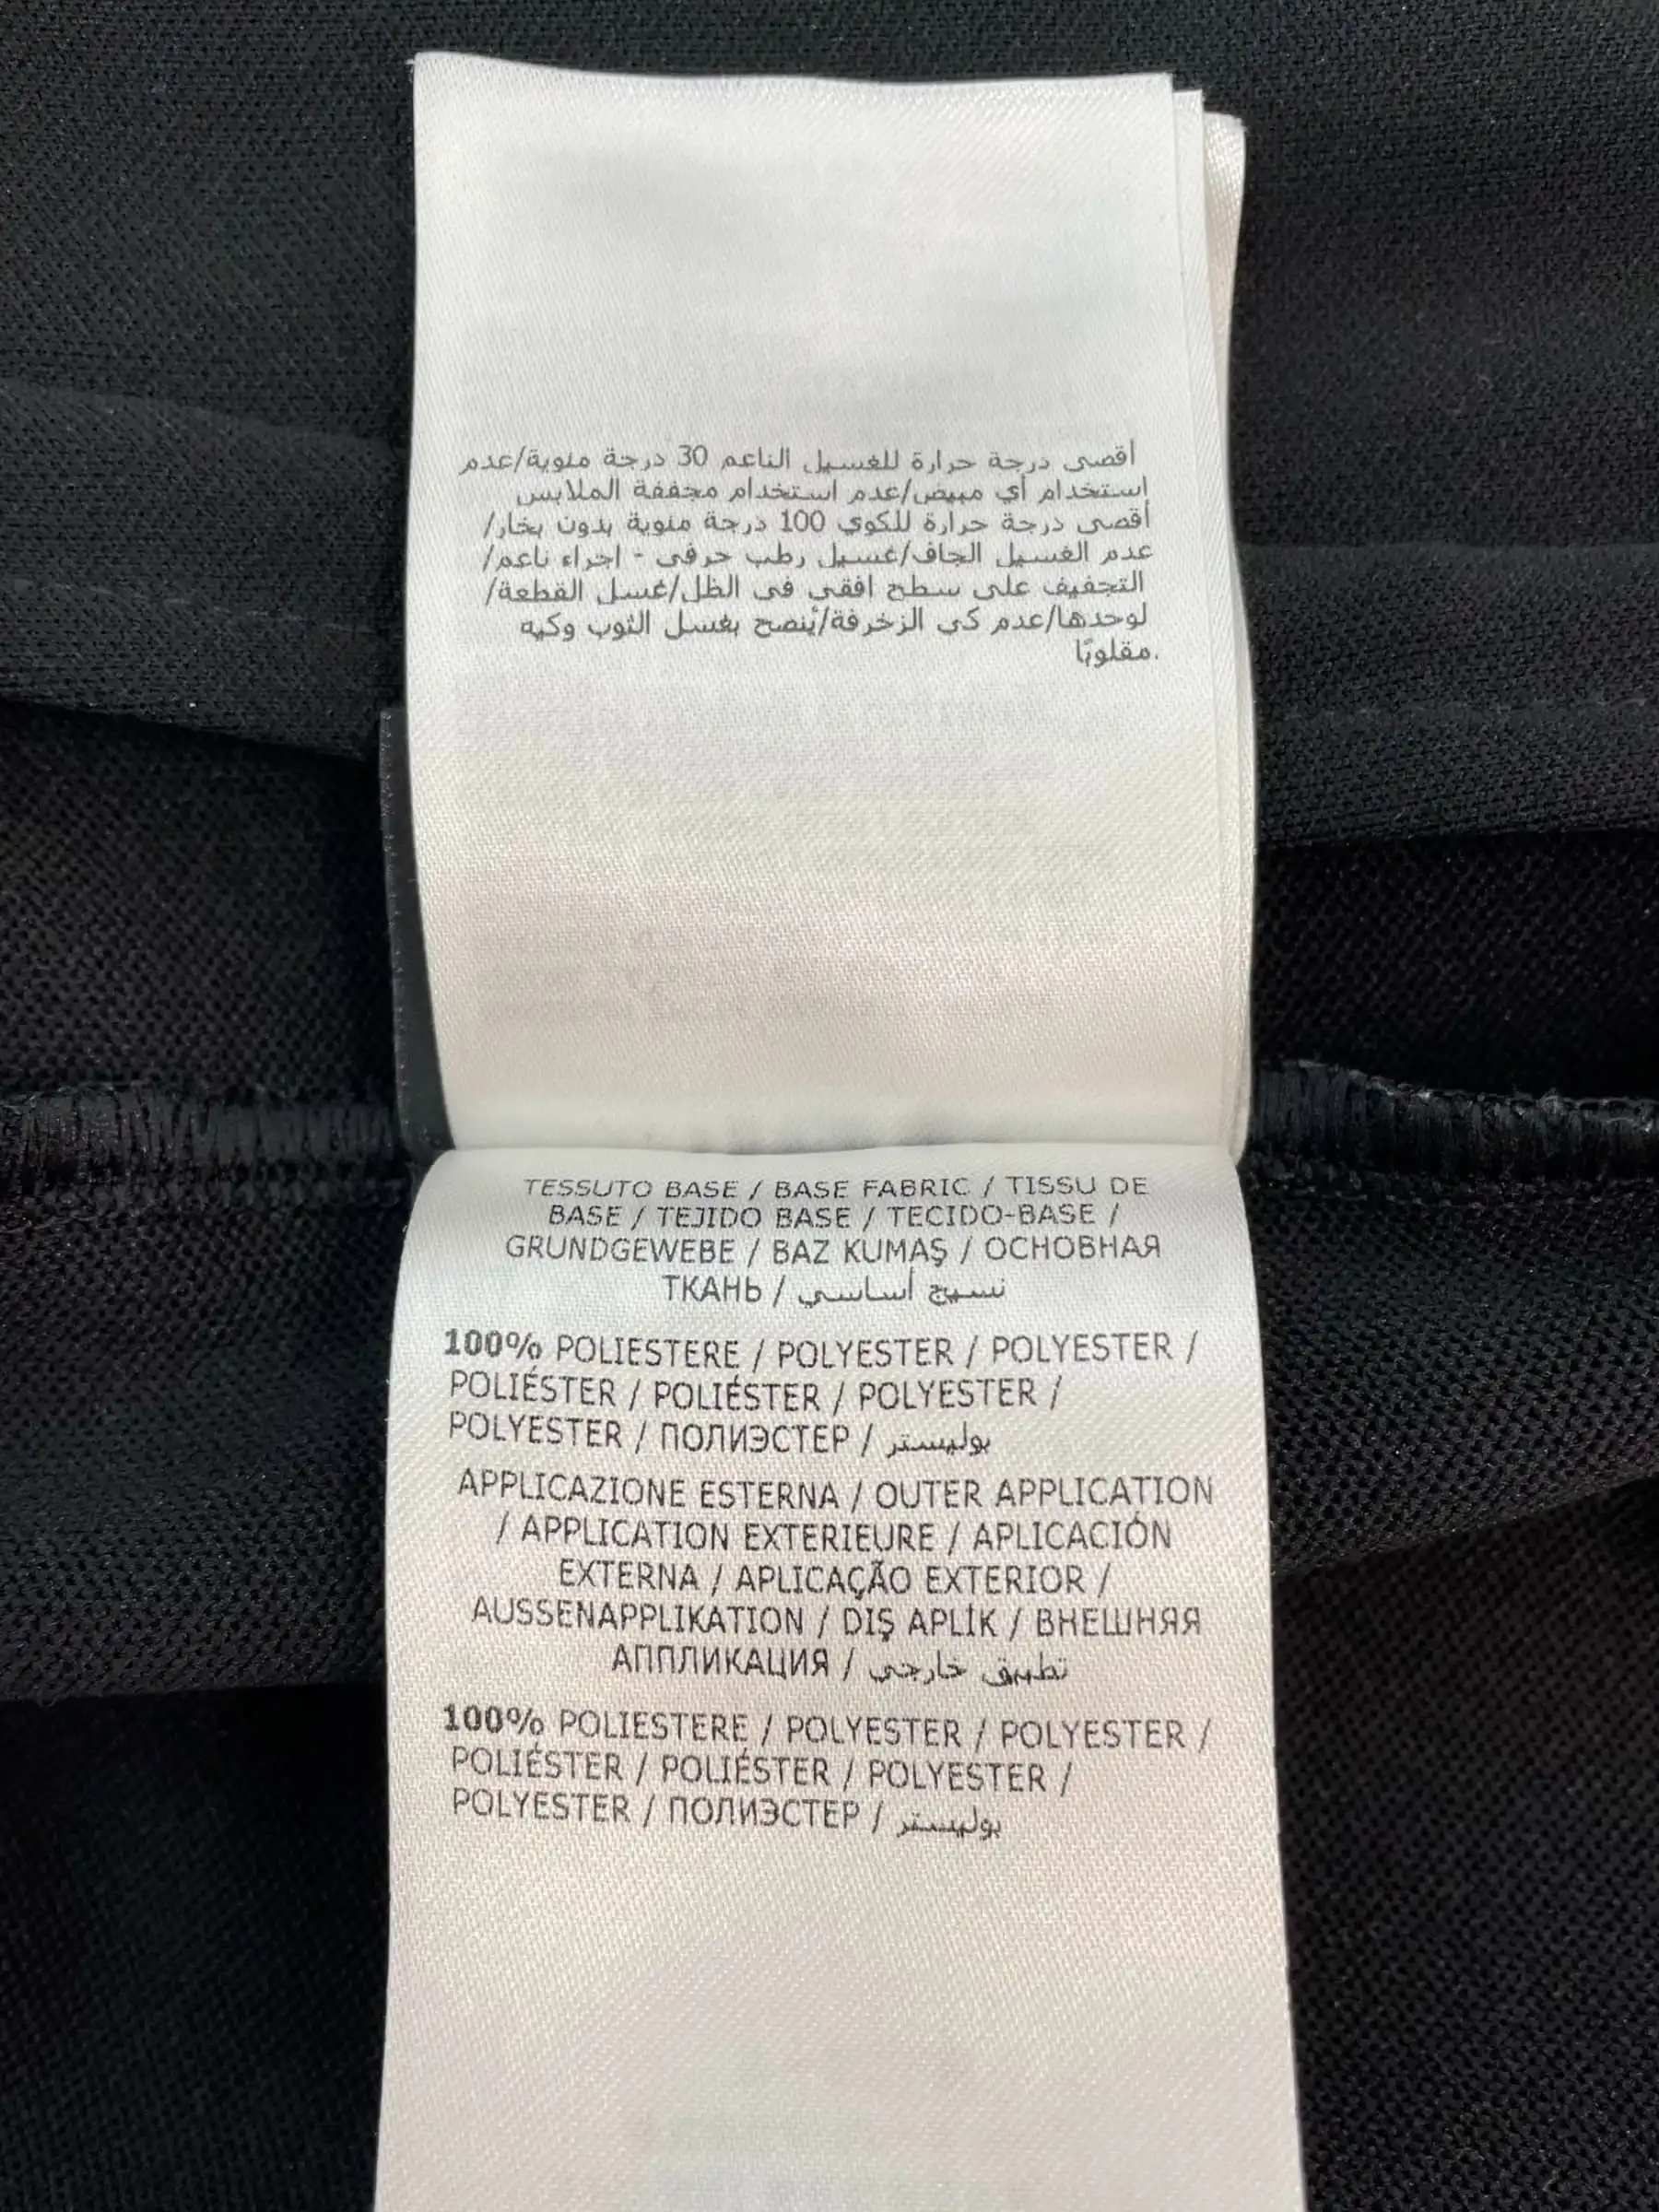 أقصى درجة حرارة للغسيل الناعم 30 درجة مئوية/عدم
إستخدام أي مبيض/عدم استخدام مجففة الملابس
أقصى درجة حرارة للكوي 100 درجة مئوية بدون بخار/
عدم الغسيل الجاف/غسيل رطب حرفى - اجراء ناعم/
التجفيف على سطح افقي في الظل/غسل القطعة/
لوحدها/عدم كي الزخرفة/يُنصح بغسل الثوب وكيه
مقلوبًا.
TESSUTO BASE / BASE FABRIC / TISSU DE
BASE / TEJIDO BASE / TECIDO-BASE /
GRUNDGEWEBE / BAZ KUMAŞ / ОСНОВНАЯ
ТКАНЬ / نسيج أساسي
100% POLIESTERE / POLYESTER / POLYESTER /
POLIÉSTER / POLIÉSTER / POLYESTER /
POLYESTER / ПОЛИЭСТЕР / بوليستر
APPLICAZIONE ESTERNA / OUTER APPLICATION
/ APPLICATION EXTERIEURE / APLICACIÓN
EXTERNA / APLICAÇÃO EXTERIOR /
AUSSENAPPLIKATION / DIŞ APLİK / ВНЕШНЯЯ
АППЛИКАЦИЯ / تطبيق خارجي
100% POLIESTERE / POLYESTER / POLYESTER /
POLIÉSTER / POLIÉSTER / POLYESTER /
POLYESTER / ПОЛИЭСТЕР / بوليستر